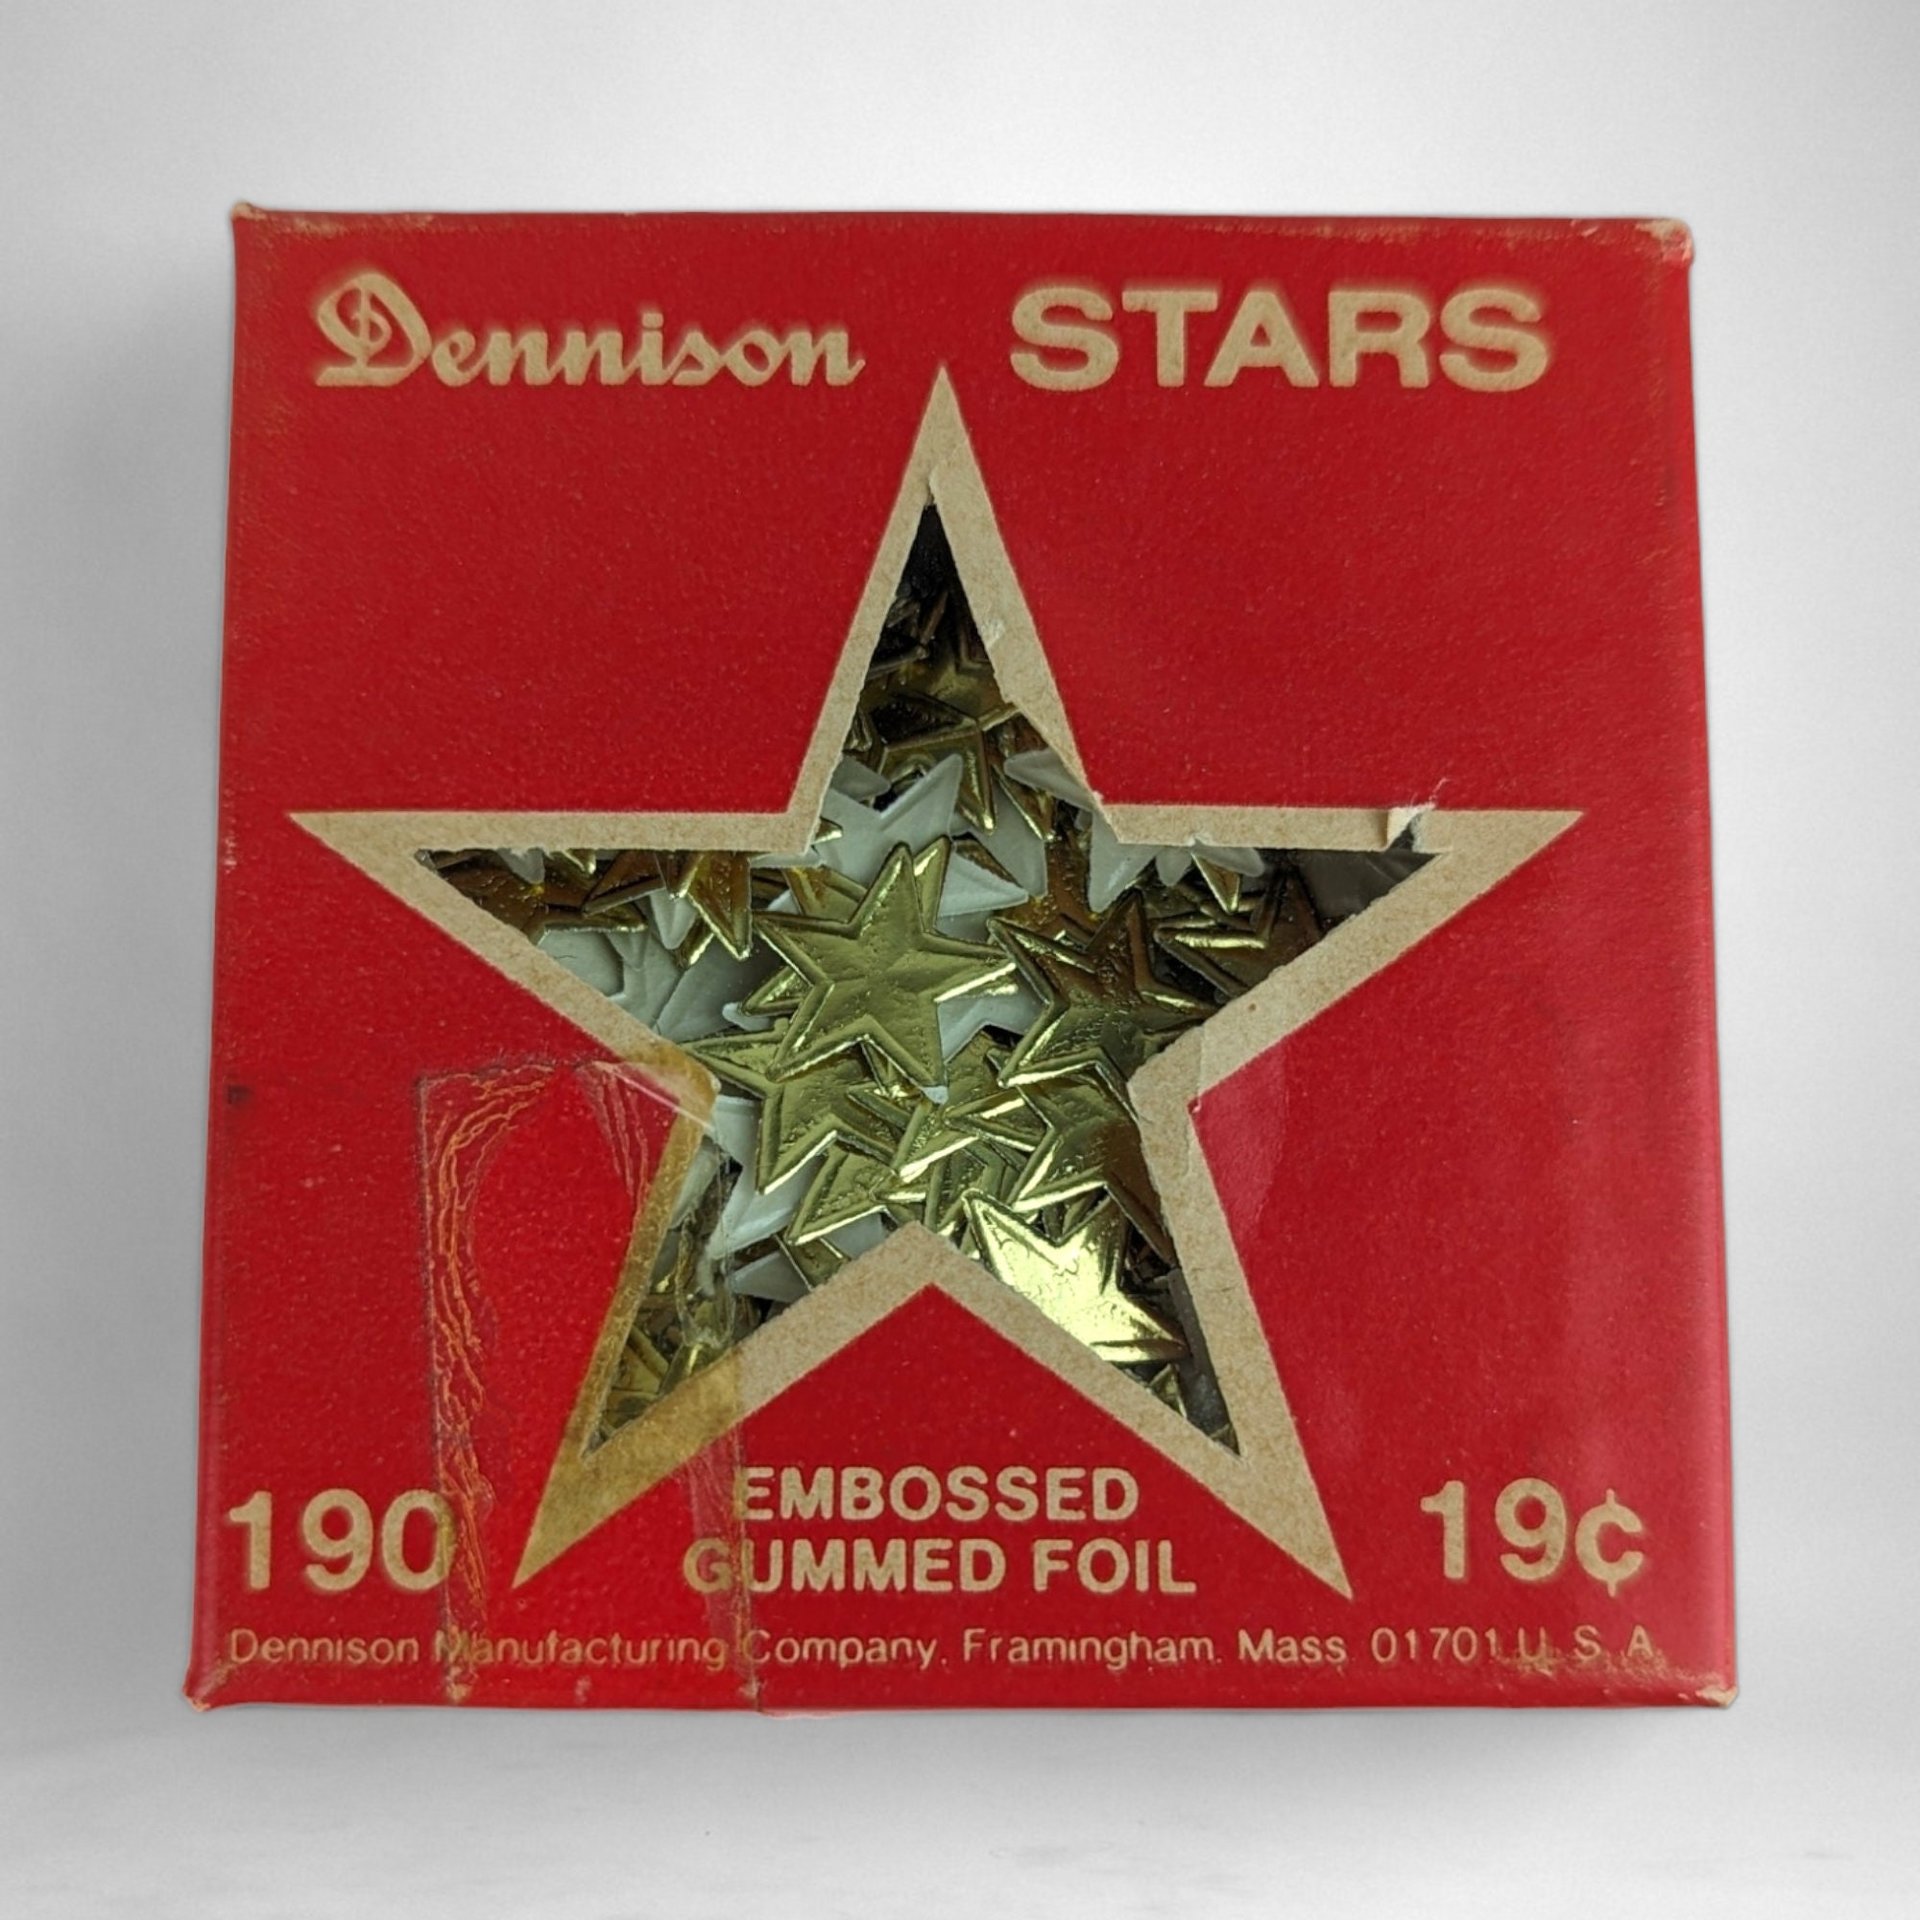 Dennison STARS
190 EMBOSSED 19¢
GUMMED FOIL
Dennison Manufacturing Company, Framingham, Mass 01701 U.S.A.